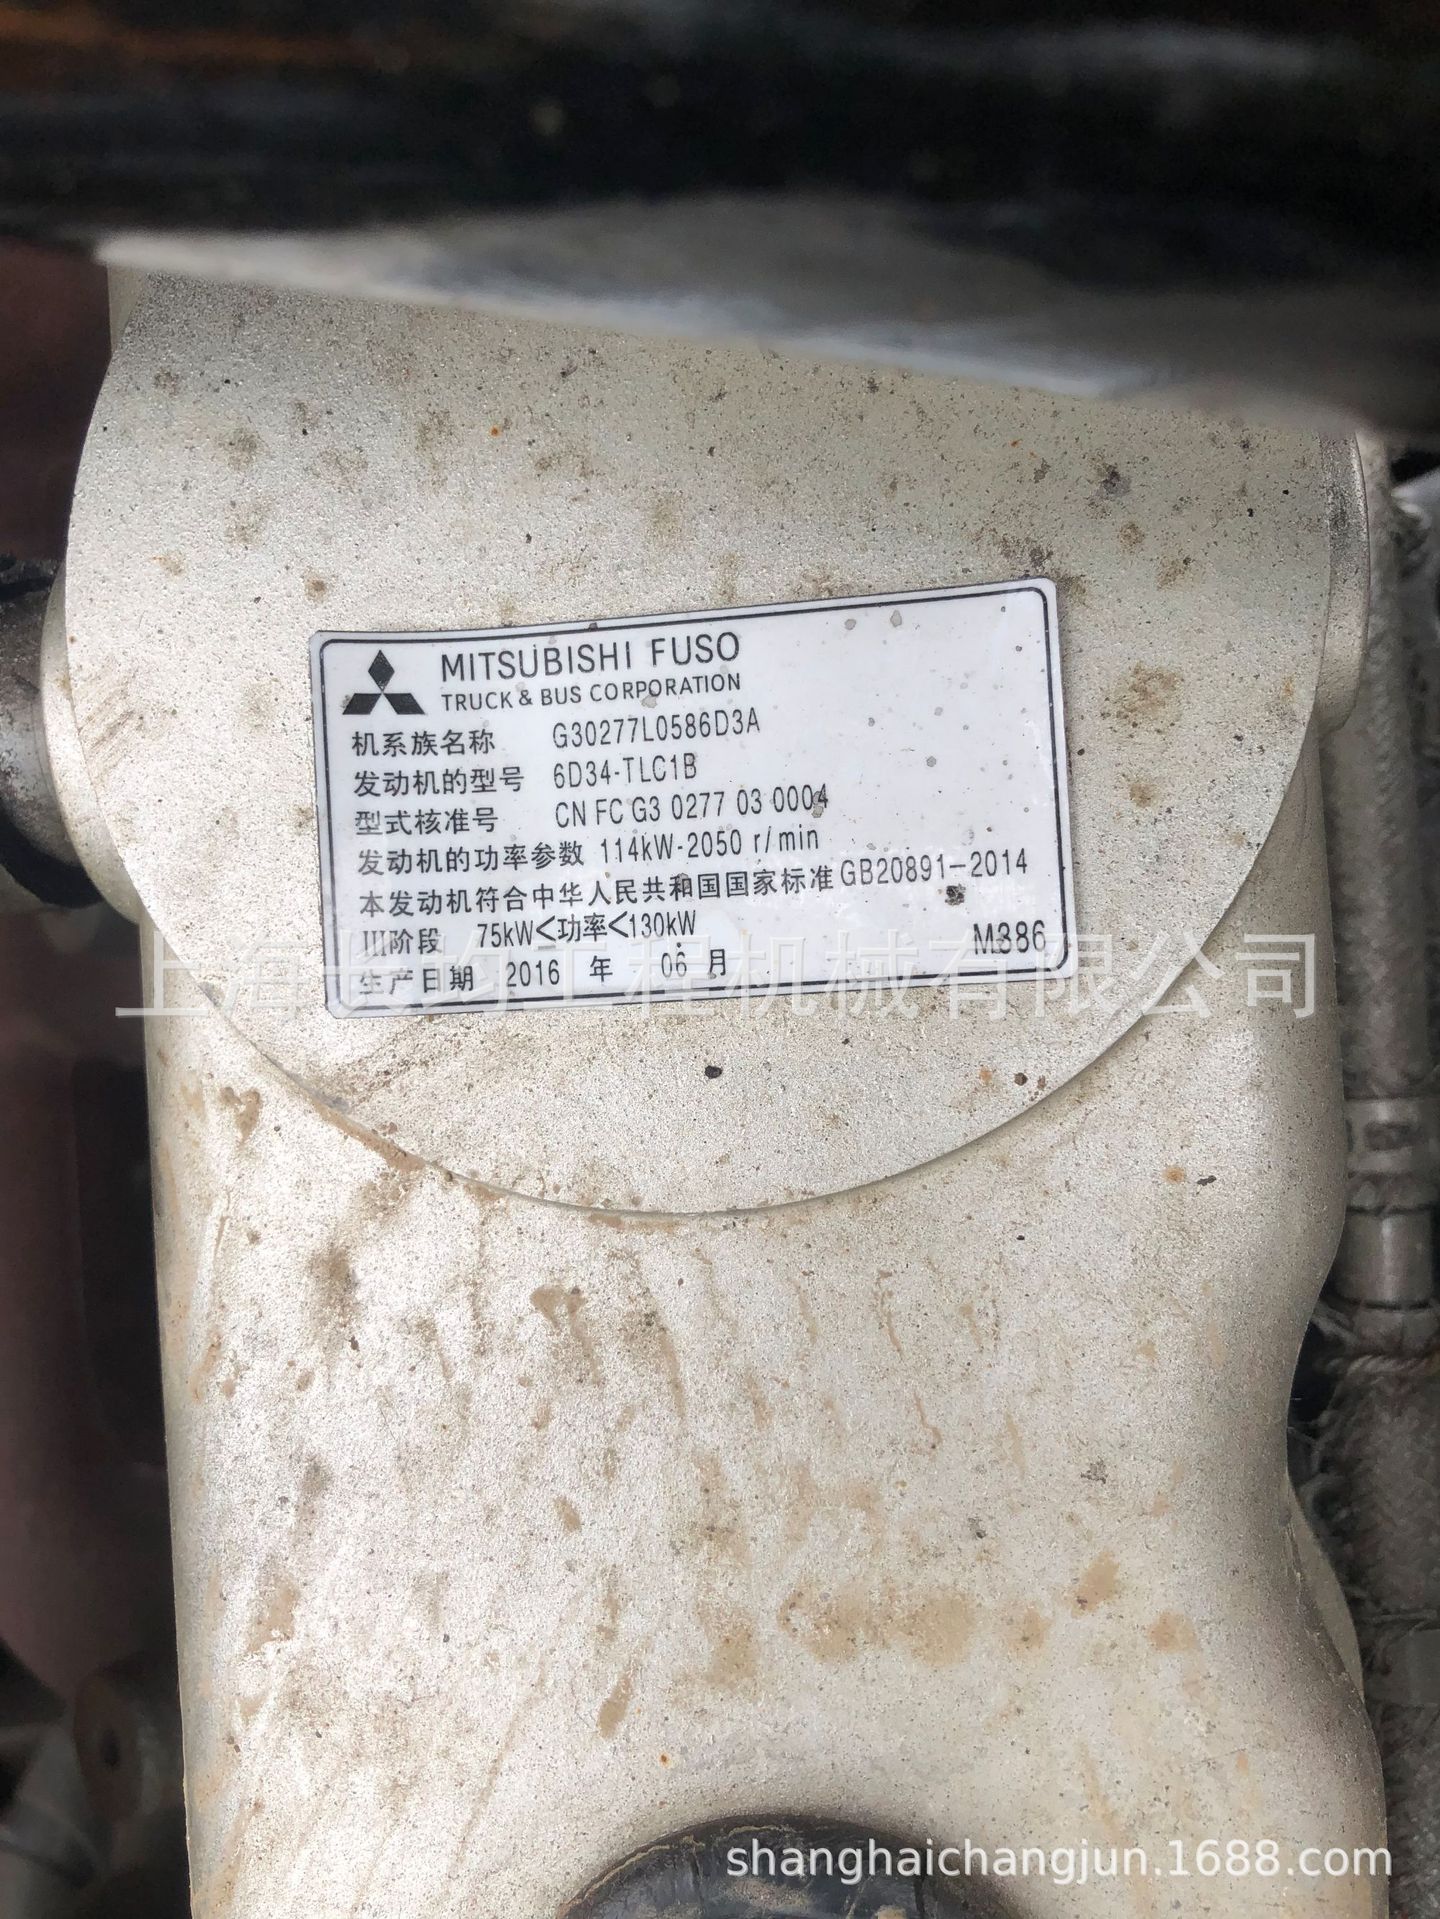 MITSUBISHI FUSO
TRUCK & BUS CORPORATION
机系族名称 G30277L0586D3A
发动机的型号 6D34-TLC1B
型式核准号 CN FC G3 0277 03 0004
发动机的功率参数 114kW-2050 r/min
本发动机符合中华人民共和国国家标准GB20891-2014
III阶段 75kW≤功率<130kW
M386
生产日期 2016 年 06 月
上海长钧工程机械有限公司
shanghaichangjun.1688.com